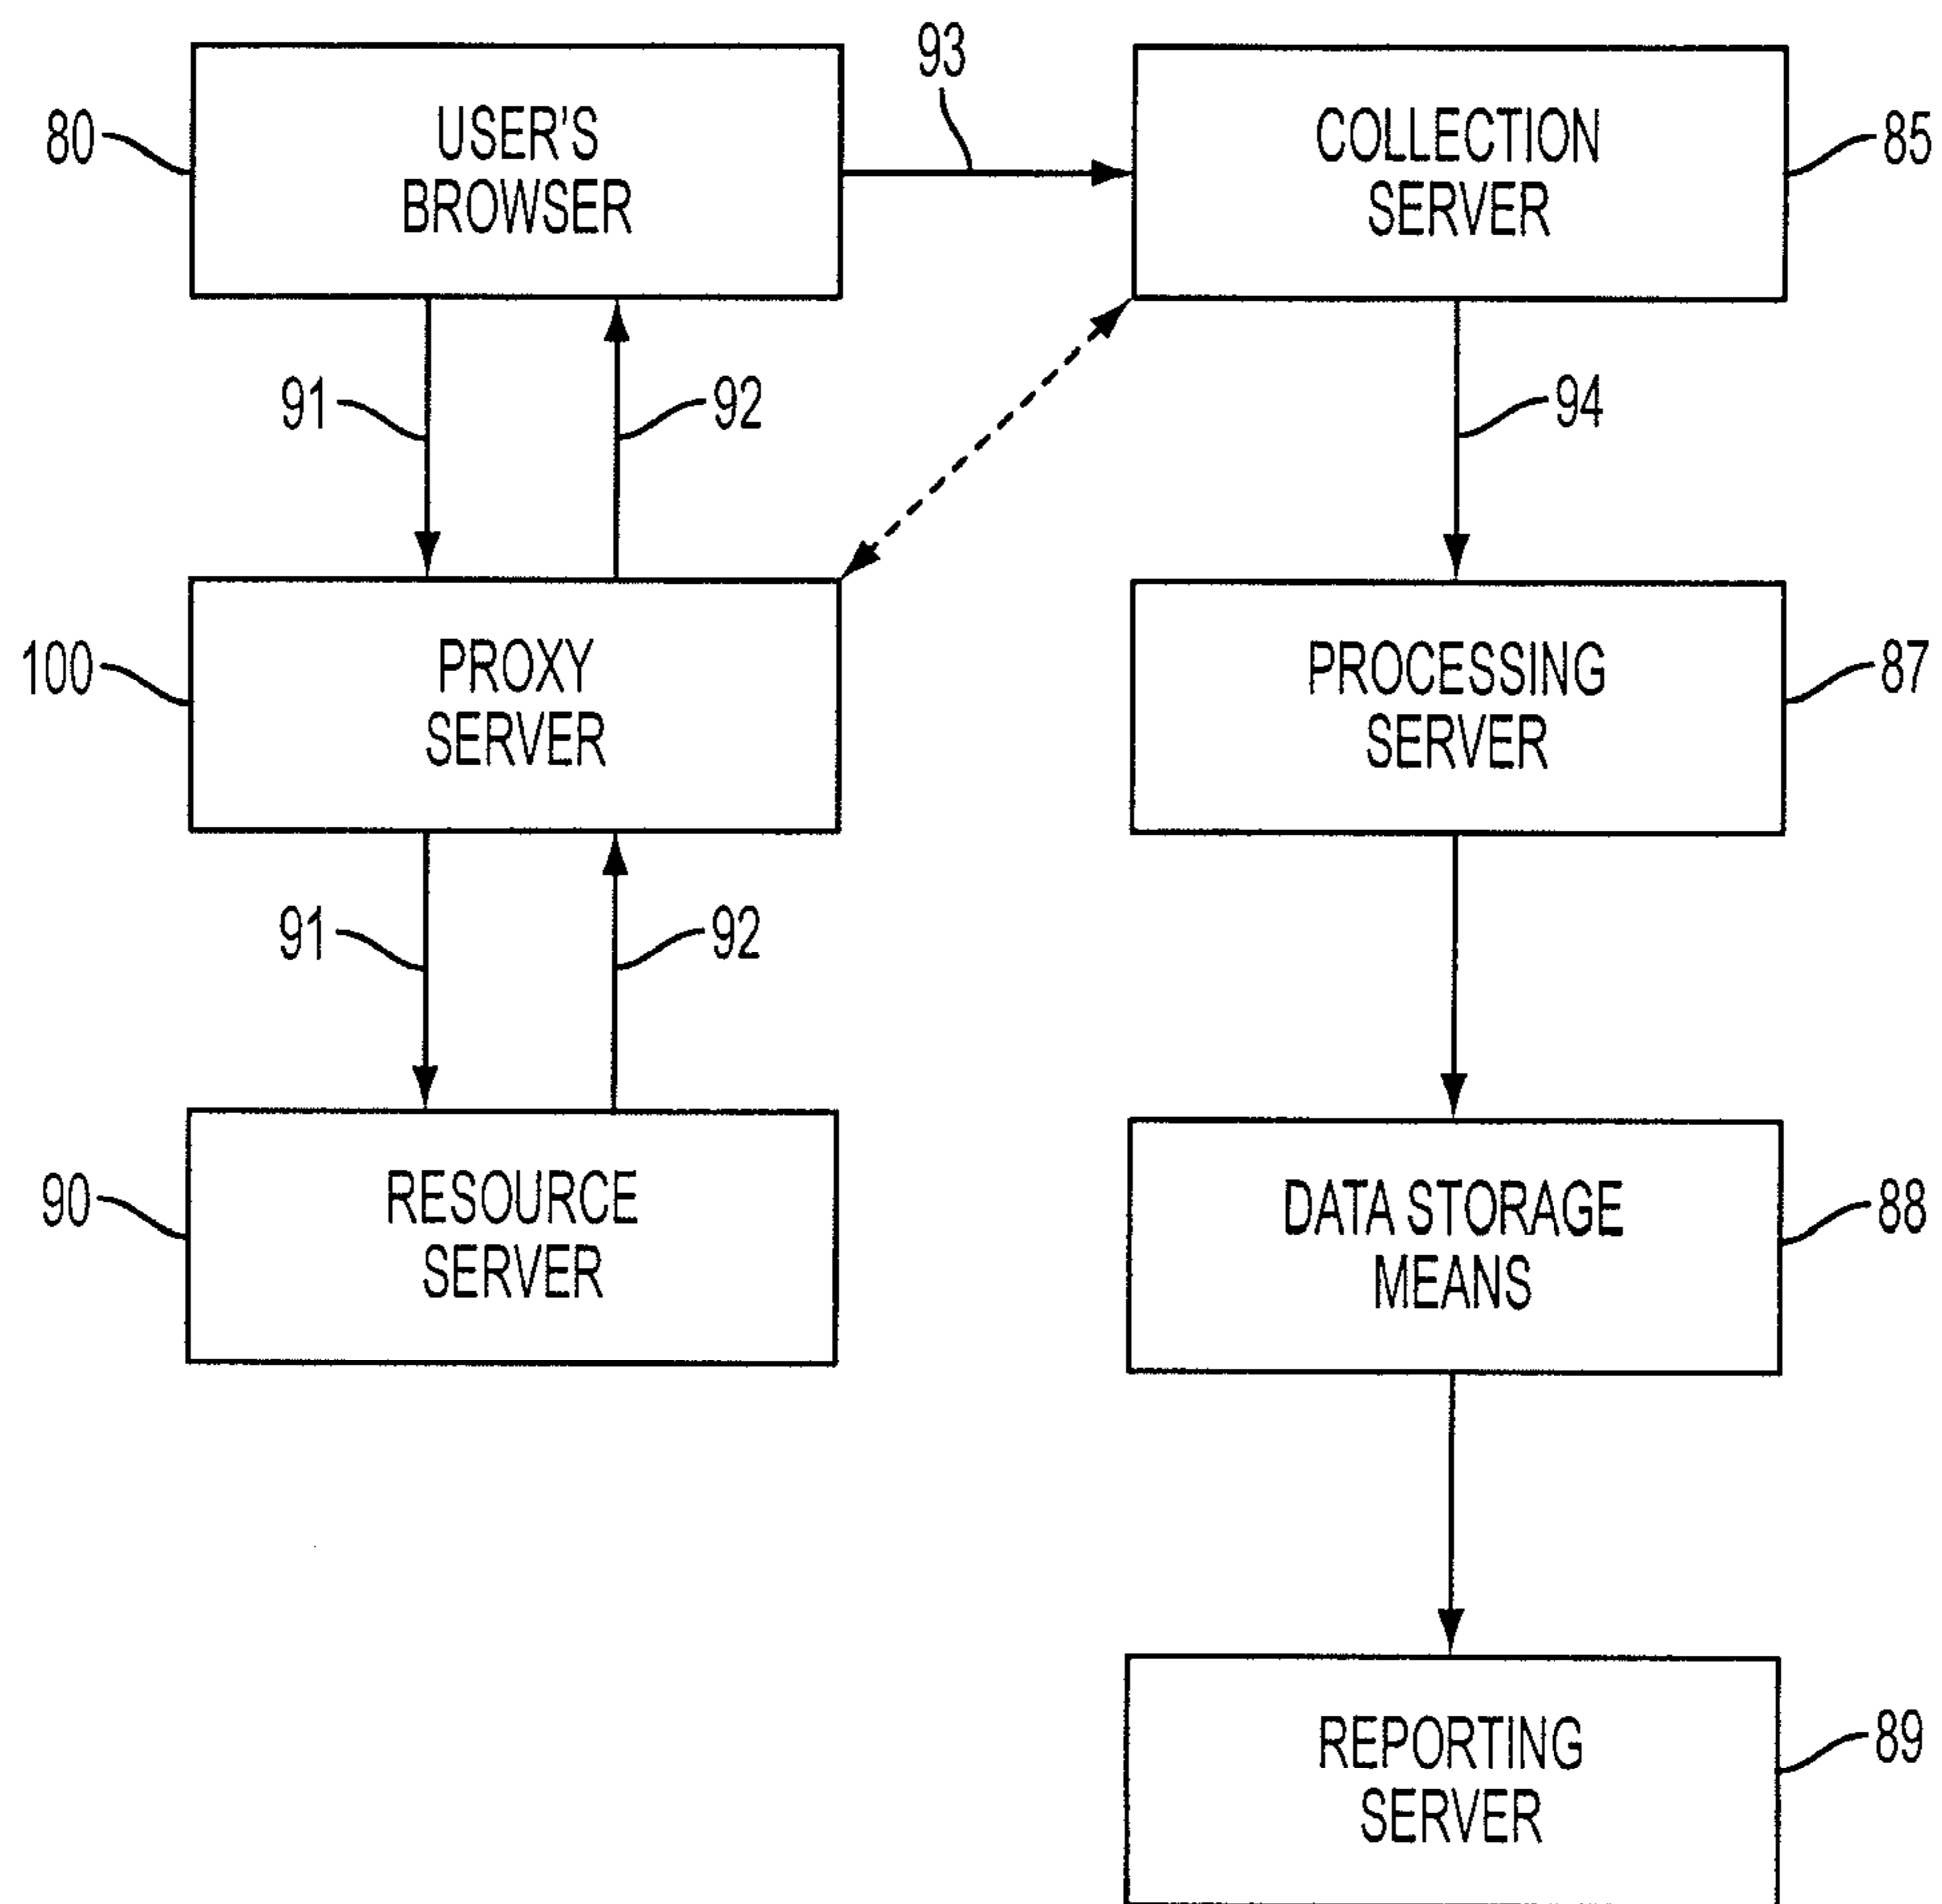 93
80
USER'S
BROWSER
COLLECTION
SERVER
85
91
92
94
100
PROXY
SERVER
PROCESSING
SERVER
87
91
92
90
RESOURCE
SERVER
DATA STORAGE
MEANS
88
REPORTING
SERVER
89